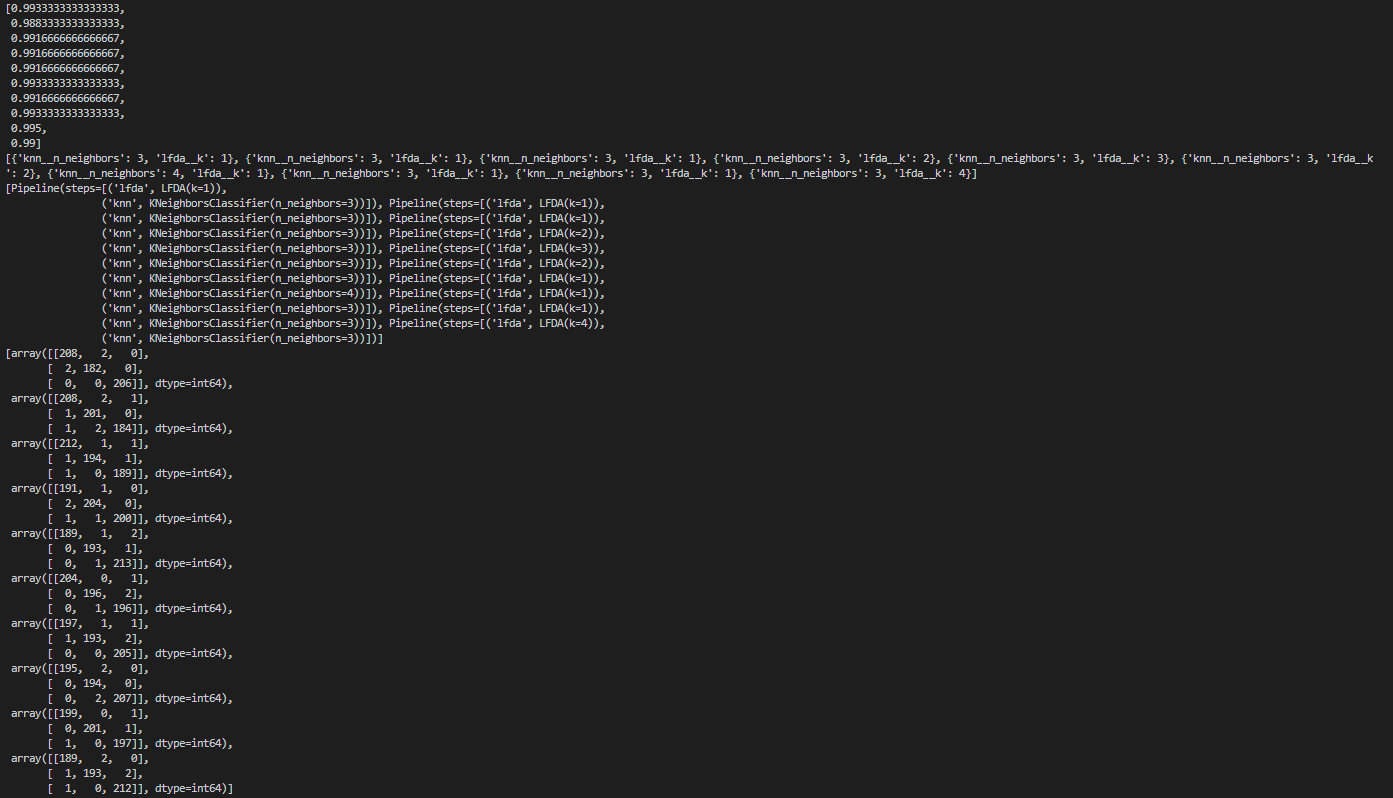 [0.9933333333333333,
 0.9883333333333333,
 0.9916666666666667,
 0.9916666666666667,
 0.9916666666666667,
 0.9933333333333333,
 0.9916666666666667,
 0.9933333333333333,
 0.995,
 0.99]
[{'knn__n_neighbors': 3, 'lfda__k': 1}, {'knn__n_neighbors': 3, 'lfda__k': 1}, {'knn__n_neighbors': 3, 'lfda__k': 1}, {'knn__n_neighbors': 3, 'lfda__k': 2}, {'knn__n_neighbors': 3, 'lfda__k': 3}, {'knn__n_neighbors': 3, 'lfda__k
': 2}, {'knn__n_neighbors': 4, 'lfda__k': 1}, {'knn__n_neighbors': 3, 'lfda__k': 1}, {'knn__n_neighbors': 3, 'lfda__k': 1}, {'knn__n_neighbors': 3, 'lfda__k': 4}]
[Pipeline(steps=[('lfda', LFDA(k=1)),
                ('knn', KNeighborsClassifier(n_neighbors=3))]), Pipeline(steps=[('lfda', LFDA(k=1)),
                ('knn', KNeighborsClassifier(n_neighbors=3))]), Pipeline(steps=[('lfda', LFDA(k=1)),
                ('knn', KNeighborsClassifier(n_neighbors=3))]), Pipeline(steps=[('lfda', LFDA(k=2)),
                ('knn', KNeighborsClassifier(n_neighbors=3))]), Pipeline(steps=[('lfda', LFDA(k=3)),
                ('knn', KNeighborsClassifier(n_neighbors=3))]), Pipeline(steps=[('lfda', LFDA(k=2)),
                ('knn', KNeighborsClassifier(n_neighbors=3))]), Pipeline(steps=[('lfda', LFDA(k=1)),
                ('knn', KNeighborsClassifier(n_neighbors=4))]), Pipeline(steps=[('lfda', LFDA(k=1)),
                ('knn', KNeighborsClassifier(n_neighbors=3))]), Pipeline(steps=[('lfda', LFDA(k=1)),
                ('knn', KNeighborsClassifier(n_neighbors=3))]), Pipeline(steps=[('lfda', LFDA(k=4)),
                ('knn', KNeighborsClassifier(n_neighbors=3))])]
[array([[208,   2,   0],
       [  2, 182,   0],
       [  0,   0, 206]], dtype=int64),
 array([[208,   2,   1],
       [  1, 201,   0],
       [  1,   2, 184]], dtype=int64),
 array([[212,   1,   1],
       [  1, 194,   1],
       [  1,   0, 189]], dtype=int64),
 array([[191,   1,   0],
       [  2, 204,   0],
       [  1,   1, 200]], dtype=int64),
 array([[189,   1,   2],
       [  0, 193,   1],
       [  0,   1, 213]], dtype=int64),
 array([[204,   0,   1],
       [  0, 196,   2],
       [  0,   1, 196]], dtype=int64),
 array([[197,   1,   1],
       [  1, 193,   2],
       [  0,   0, 205]], dtype=int64),
 array([[195,   2,   0],
       [  0, 194,   0],
       [  0,   2, 207]], dtype=int64),
 array([[199,   0,   1],
       [  0, 201,   1],
       [  1,   0, 197]], dtype=int64),
 array([[189,   2,   0],
       [  1, 193,   2],
       [  1,   0, 212]], dtype=int64)]